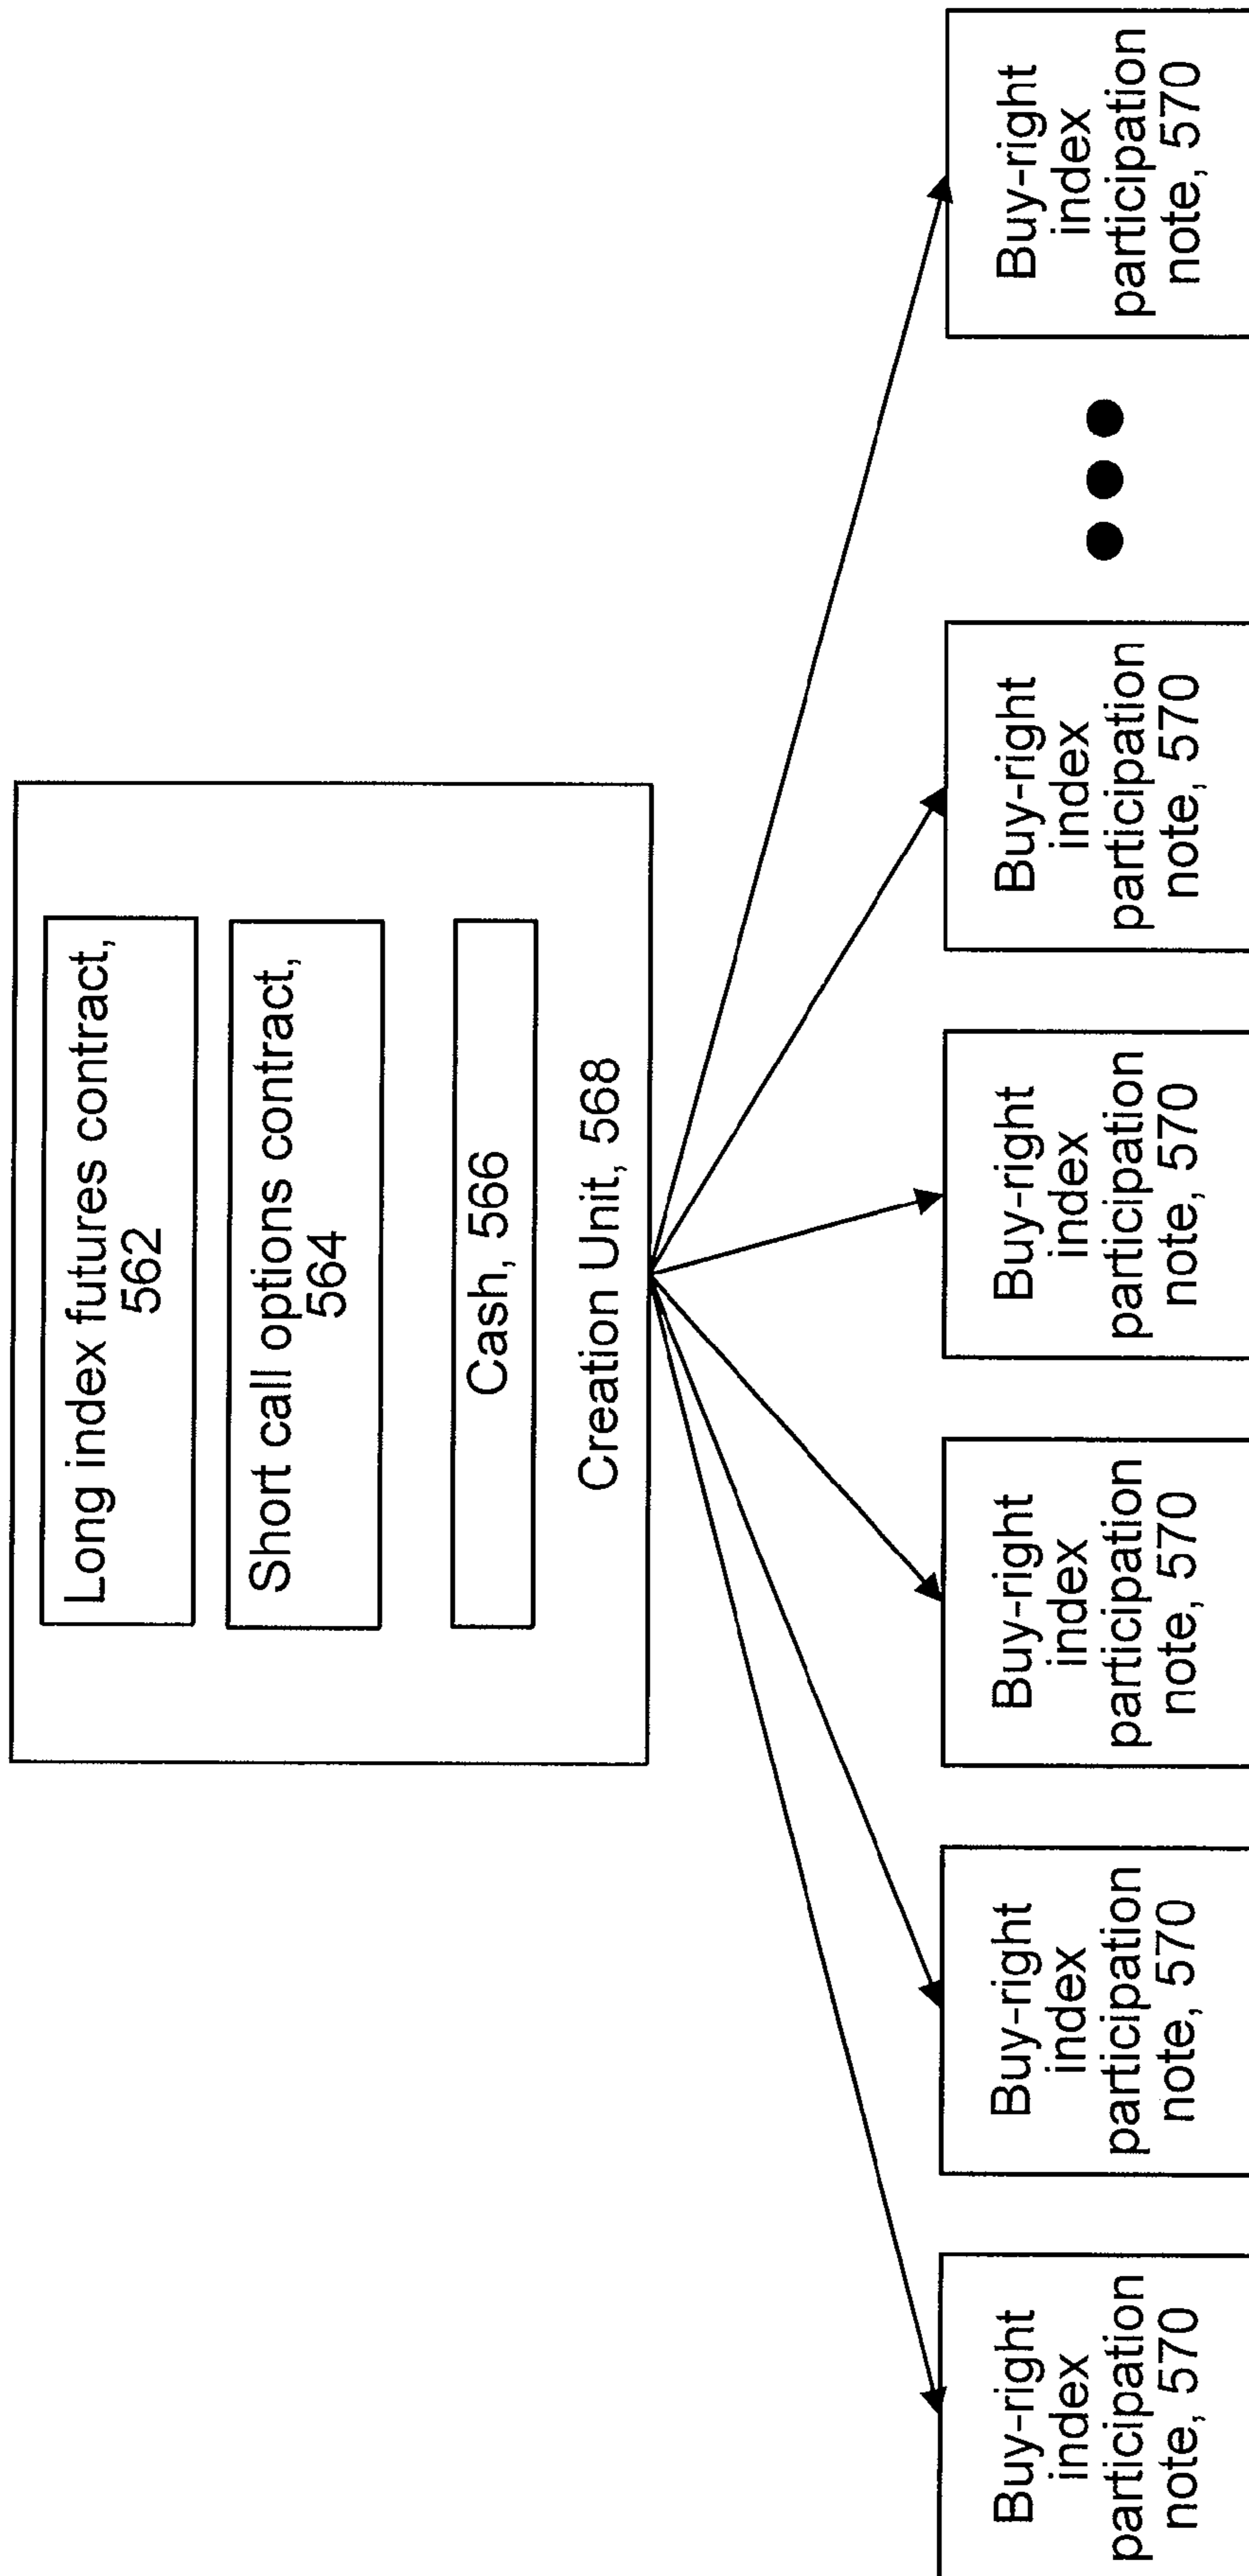 Long index futures contract,
562
Short call options contract,
564
Cash, 566
Creation Unit, 568
Buy-right
index
participation
note, 570
Buy-right
index
participation
note, 570
Buy-right
index
participation
note, 570
Buy-right
index
participation
note, 570
Buy-right
index
participation
note, 570
Buy-right
index
participation
note, 570